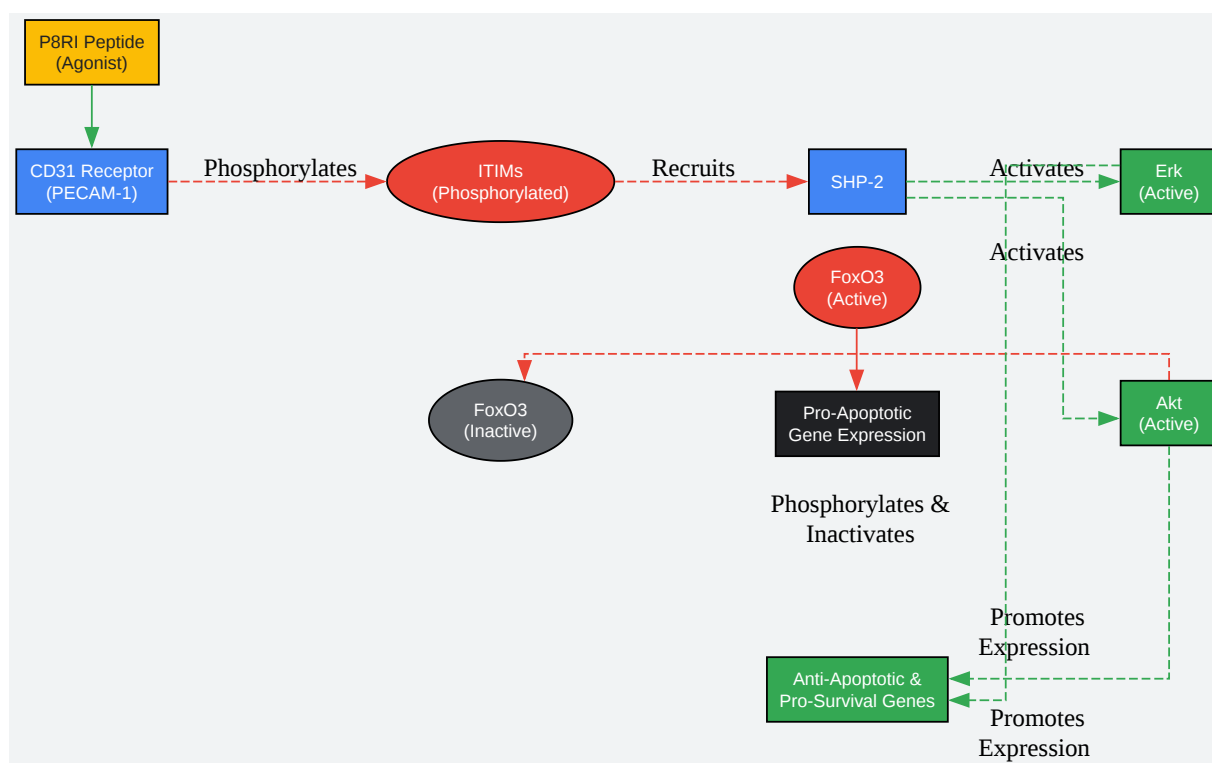 P8RI Peptide
(Agonist)
CD31 Receptor
(PECAM-1)
Phosphorylates
ITIMs
(Phosphorylated)
Recruits
SHP-2
Activates
Erk
(Active)
Activates
FoxO3
(Active)
FoxO3
(Inactive)
Pro-Apoptotic
Gene Expression
Akt
(Active)
Phosphorylates &
Inactivates
Promotes
Expression
Anti-Apoptotic &
Pro-Survival Genes
Promotes
Expression